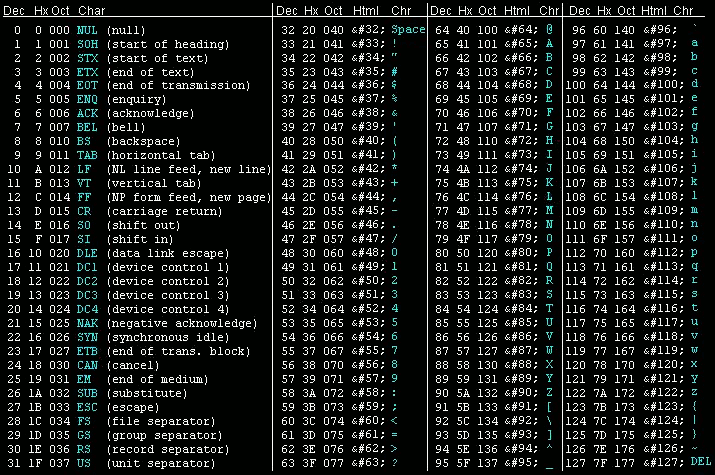 Dec Hx Oct Char Dec Hx Oct Html Chr Dec Hx Oct Html Chr Dec Hx Oct Html Chr
0 0 000 NUL (null) 32 20 040 &#32; Space 64 40 100 &#64; @ 96 60 140 &#96; `
1 1 001 SOH (start of heading) 33 21 041 &#33; ! 65 41 101 &#65; A 97 61 141 &#97; a
2 2 002 STX (start of text) 34 22 042 &#34; " 66 42 102 &#66; B 98 62 142 &#98; b
3 3 003 ETX (end of text) 35 23 043 &#35; # 67 43 103 &#67; C 99 63 143 &#99; c
4 4 004 EOT (end of transmission) 36 24 044 &#36; $ 68 44 104 &#68; D 100 64 144 &#100; d
5 5 005 ENQ (enquiry) 37 25 045 &#37; % 69 45 105 &#69; E 101 65 145 &#101; e
6 6 006 ACK (acknowledge) 38 26 046 &#38; & 70 46 106 &#70; F 102 66 146 &#102; f
7 7 007 BEL (bell) 39 27 047 &#39; ' 71 47 107 &#71; G 103 67 147 &#103; g
8 8 010 BS (backspace) 40 28 050 &#40; ( 72 48 110 &#72; H 104 68 150 &#104; h
9 9 011 TAB (horizontal tab) 41 29 051 &#41; ) 73 49 111 &#73; I 105 69 151 &#105; i
10 A 012 LF (NL line feed, new line) 42 2A 052 &#42; * 74 4A 112 &#74; J 106 6A 152 &#106; j
11 B 013 VT (vertical tab) 43 2B 053 &#43; + 75 4B 113 &#75; K 107 6B 153 &#107; k
12 C 014 FF (NP form feed, new page) 44 2C 054 &#44; , 76 4C 114 &#76; L 108 6C 154 &#108; l
13 D 015 CR (carriage return) 45 2D 055 &#45; - 77 4D 115 &#77; M 109 6D 155 &#109; m
14 E 016 SO (shift out) 46 2E 056 &#46; . 78 4E 116 &#78; N 110 6E 156 &#110; n
15 F 017 SI (shift in) 47 2F 057 &#47; / 79 4F 117 &#79; O 111 6F 157 &#111; o
16 10 020 DLE (data link escape) 48 30 060 &#48; 0 80 50 120 &#80; P 112 70 160 &#112; p
17 11 021 DC1 (device control 1) 49 31 061 &#49; 1 81 51 121 &#81; Q 113 71 161 &#113; q
18 12 022 DC2 (device control 2) 50 32 062 &#50; 2 82 52 122 &#82; R 114 72 162 &#114; r
19 13 023 DC3 (device control 3) 51 33 063 &#51; 3 83 53 123 &#83; S 115 73 163 &#115; s
20 14 024 DC4 (device control 4) 52 34 064 &#52; 4 84 54 124 &#84; T 116 74 164 &#116; t
21 15 025 NAK (negative acknowledge) 53 35 065 &#53; 5 85 55 125 &#85; U 117 75 165 &#117; u
22 16 026 SYN (synchronous idle) 54 36 066 &#54; 6 86 56 126 &#86; V 118 76 166 &#118; v
23 17 027 ETB (end of trans. block) 55 37 067 &#55; 7 87 57 127 &#87; W 119 77 167 &#119; w
24 18 030 CAN (cancel) 56 38 070 &#56; 8 88 58 130 &#88; X 120 78 170 &#120; x
25 19 031 EM (end of medium) 57 39 071 &#57; 9 89 59 131 &#89; Y 121 79 171 &#121; y
26 1A 032 SUB (substitute) 58 3A 072 &#58; : 90 5A 132 &#90; Z 122 7A 172 &#122; z
27 1B 033 ESC (escape) 59 3B 073 &#59; ; 91 5B 133 &#91; [ 123 7B 173 &#123; {
28 1C 034 FS (file separator) 60 3C 074 &#60; < 92 5C 134 &#92; \ 124 7C 174 &#124; |
29 1D 035 GS (group separator) 61 3D 075 &#61; = 93 5D 135 &#93; ] 125 7D 175 &#125; }
30 1E 036 RS (record separator) 62 3E 076 &#62; > 94 5E 136 &#94; ^ 126 7E 176 &#126; ~
31 1F 037 US (unit separator) 63 3F 077 &#63; ? 95 5F 137 &#95; _ 127 7F 177 &#127; DEL